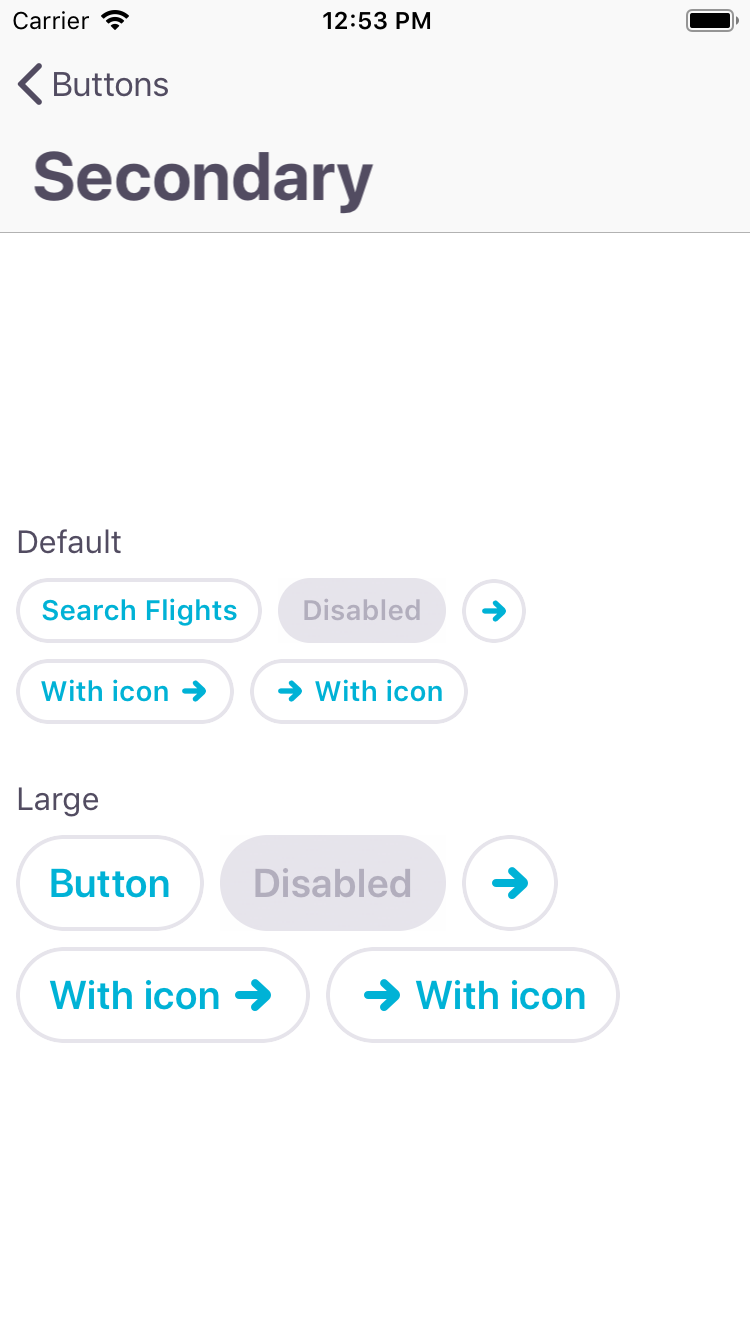 Carrier 12:53 PM
Buttons
Secondary
Default
Search Flights Disabled
With icon With icon
Large
Button Disabled
With icon With icon